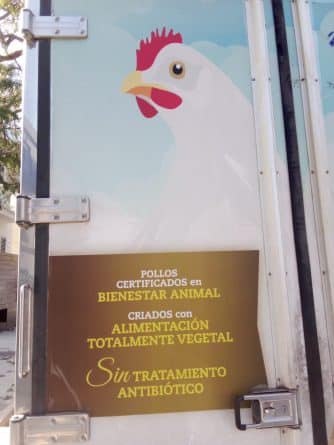 POLLOS
CERTIFICADOS en
BIENESTAR ANIMAL
CRIADOS con
ALIMENTACIÓN
TOTALMENTE VEGETAL
Sin TRATAMIENTO
ANTIBIÓTICO